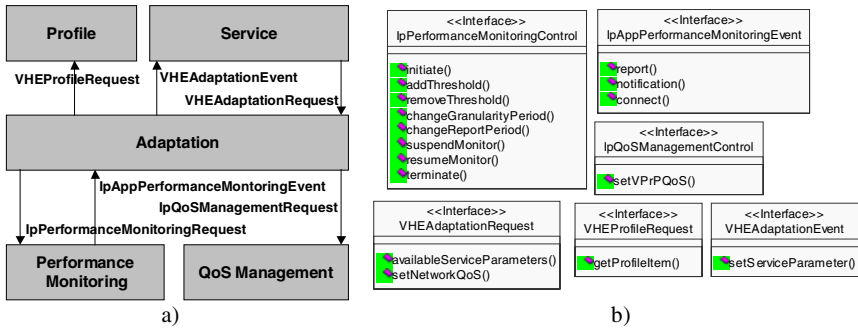 Profile
Service
VHEProfileRequest
VHEAdaptationEvent
VHEAdaptationRequest
Adaptation
IpAppPerformanceMontoringEvent
IpQoSManagementRequest
IpPerformanceMonitoringRequest
Performance
Monitoring
QoS Management
a)
<<Interface>>
IpPerformanceMonitoringControl
initiate()
addThreshold()
removeThreshold()
changeGranularityPeriod()
changeReportPeriod()
suspendMonitor()
resumeMonitor()
terminate()
<<Interface>>
IpAppPerformanceMonitoringEvent
report()
notification()
connect()
<<Interface>>
IpQoSManagementControl
setVPrPQoS()
<<Interface>>
VHEAdaptationRequest
availableServiceParameters()
setNetworkQoS()
<<Interface>>
VHEProfileRequest
getProfileItem()
<<Interface>>
VHEAdaptationEvent
setServiceParameter()
b)